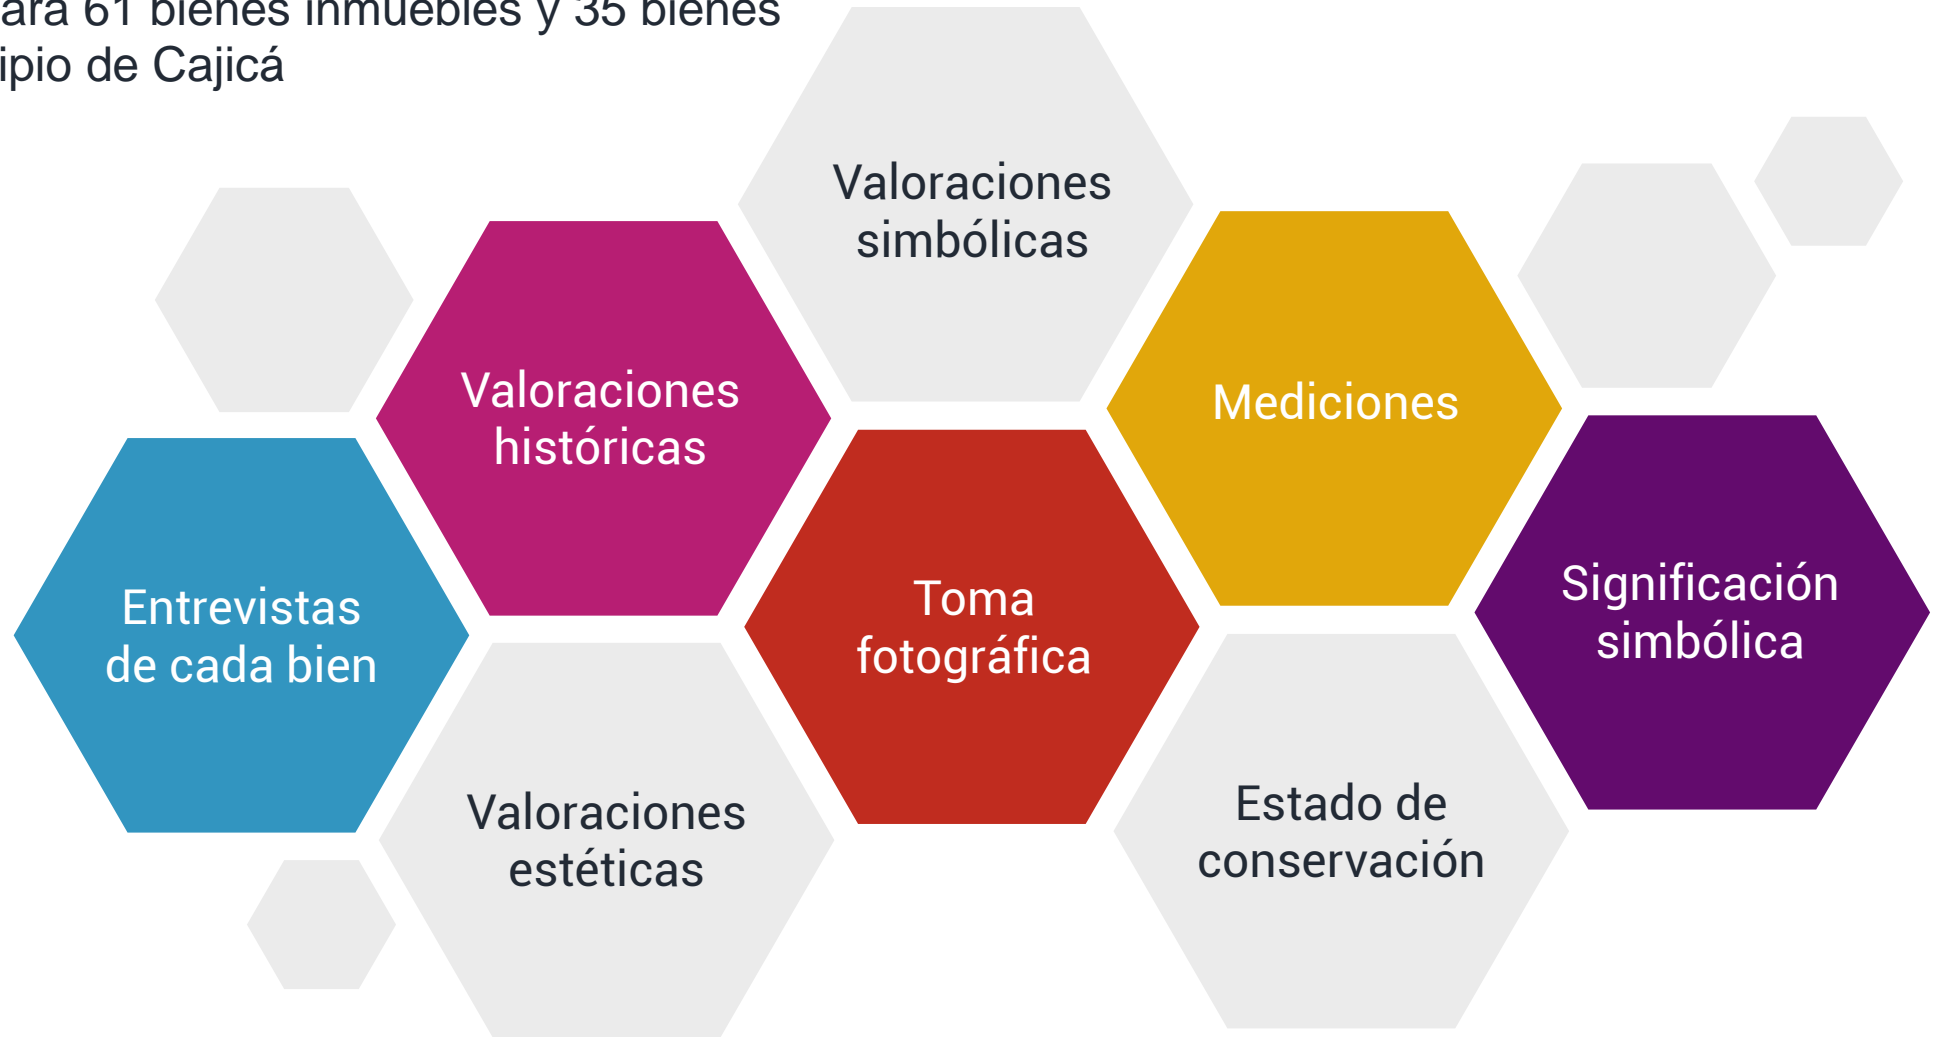 ara 61 bienes inmuebles y 35 bienes
ipio de Cajicá
Valoraciones
simbólicas
Valoraciones
históricas
Mediciones
Entrevistas
de cada bien
Toma
fotográfica
Significación
simbólica
Valoraciones
estéticas
Estado de
conservación